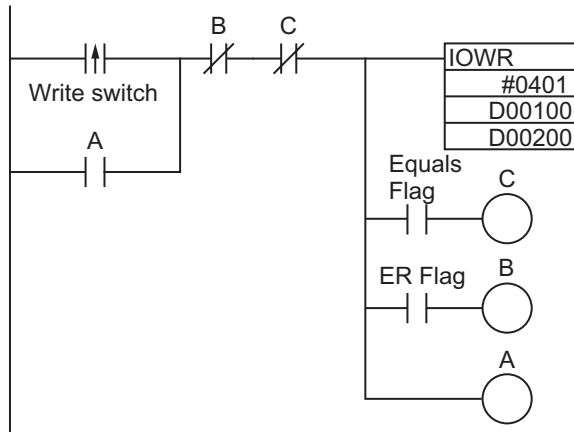 B
C
IOWR
#0401
D00100
D00200
Write switch
A
Equals
Flag
C
ER Flag
B
A